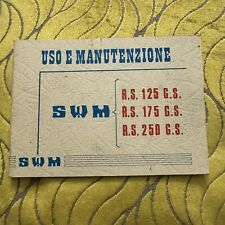 USO E MANUTENZIONE
R.S. 125 G.S.
SWM
R.S. 175 G.S.
R.S. 250 G.S.
SWM